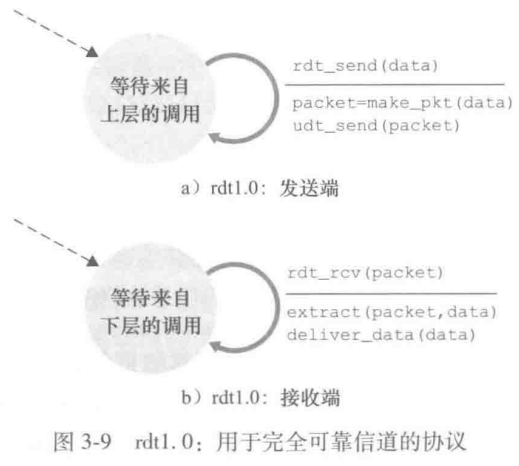 等待来自
上层的调用
rdt_send(data)
packet=make_pkt(data)
udt_send(packet)
a）rdt1.0：发送端
等待来自
下层的调用
rdt_rcv(packet)
extract(packet,data)
deliver_data(data)
b）rdt1.0：接收端
图 3-9 rdt1.0：用于完全可靠信道的协议